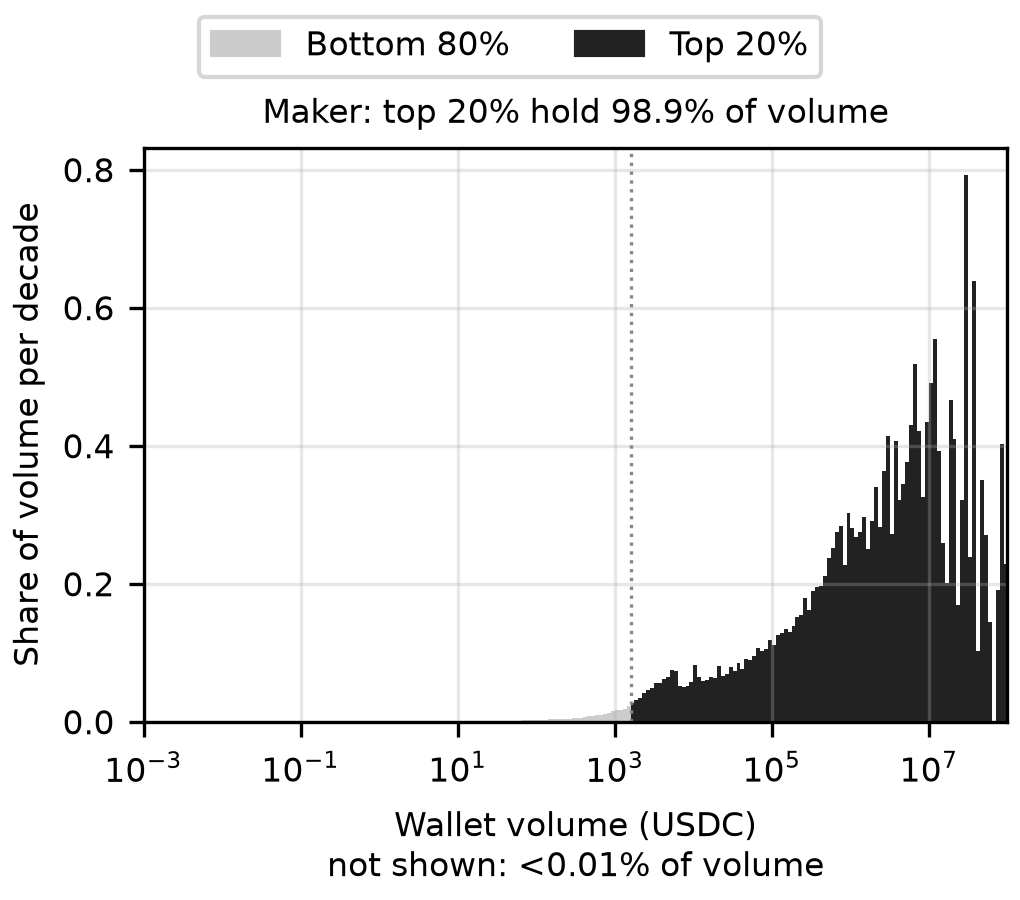 Bottom 80% Top 20%
Maker: top 20% hold 98.9% of volume
Share of volume per decade
0.8
0.6
0.4
0.2
0.0
10⁻³ 10⁻¹ 10¹ 10³ 10⁵ 10⁷
Wallet volume (USDC)
not shown: <0.01% of volume